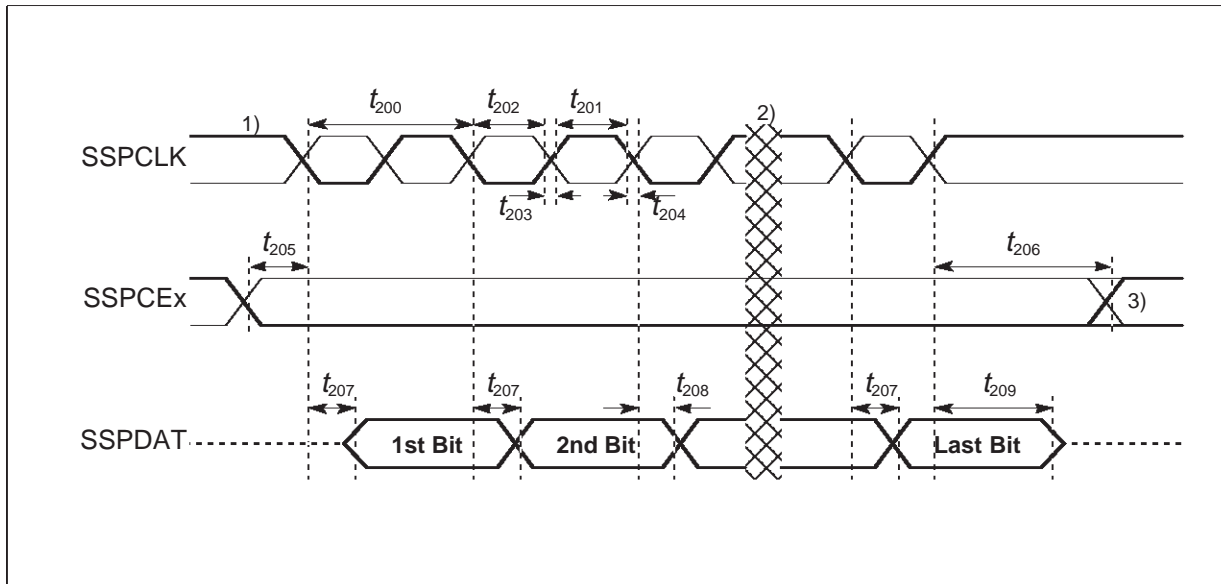 1)
t200
t202
t201
2)
SSPCLK
t203
t204
t205
t206
SSPCEx
3)
t207
t207
t208
t207
t209
SSPDAT
1st Bit
2nd Bit
Last Bit